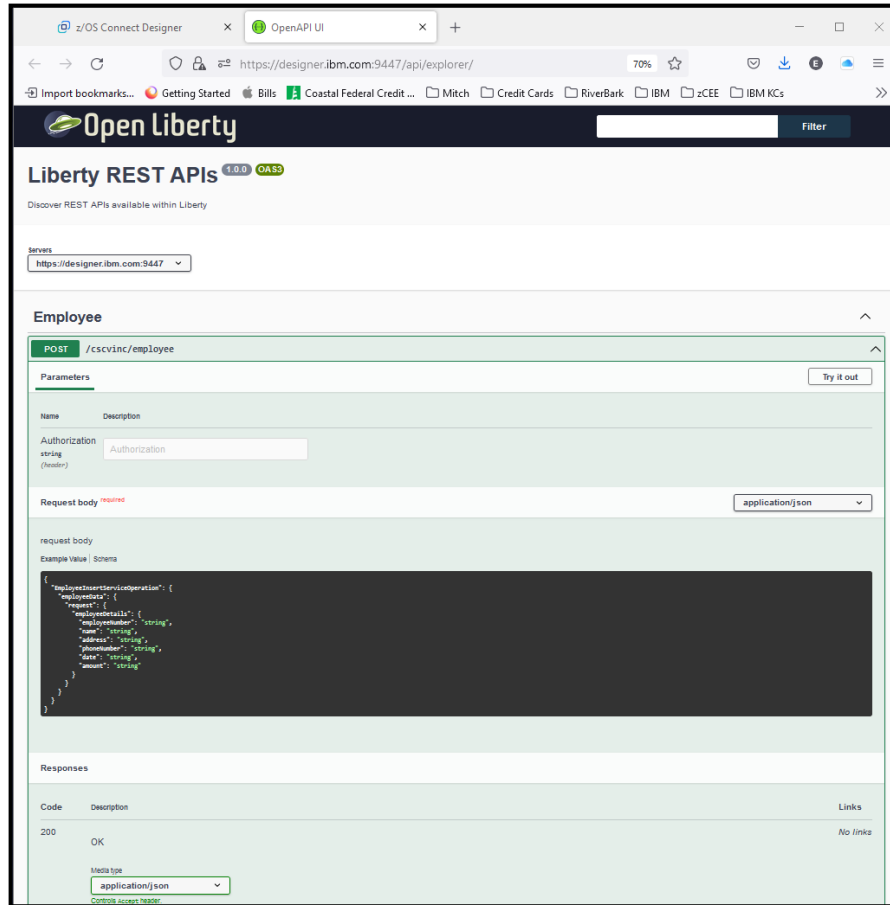 z/OS Connect Designer × OpenAPI UI × +
https://designer.ibm.com:9447/api/explorer/ 70% E
Import bookmarks... Getting Started Bills Coastal Federal Credit ... Mitch Credit Cards RiverBark IBM zCEE IBM KCs
Open Liberty Filter
Liberty REST APIs 1.0.0 OAS3
Discover REST APIs available within Liberty
Servers
https://designer.ibm.com:9447
Employee
POST /cscvinc/employee
Parameters Try it out
Name Description
Authorization Authorization
string
(header)
Request body required application/json
request body
Example Value | Schema
{
"EmployeeInsertServiceOperation": {
"employeeData": {
"request": {
"employeeDetails": {
"employeeNumber": "string",
"name": "string",
"address": "string",
"phoneNumber": "string",
"date": "string",
"amount": "string"
}
}
}
}
}
Responses
Code Description Links
200 No links
OK
Media type
application/json
Controls Accept header.